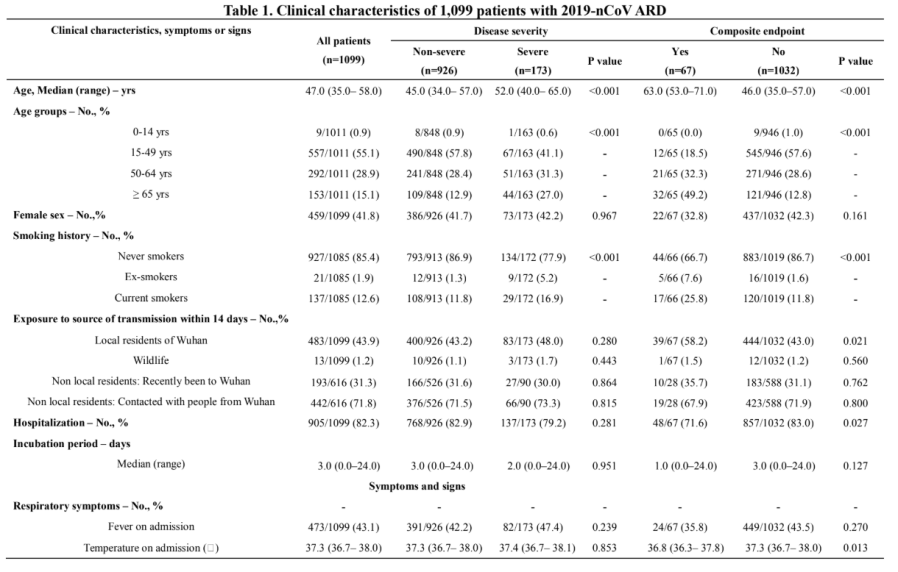 Table 1. Clinical characteristics of 1,099 patients with 2019-nCoV ARD
Clinical characteristics, symptoms or signs All patients (n=1099) Disease severity Composite endpoint
Non-severe (n=926) Severe (n=173) P value Yes (n=67) No (n=1032) P value
Age, Median (range) – yrs 47.0 (35.0– 58.0) 45.0 (34.0– 57.0) 52.0 (40.0– 65.0) <0.001 63.0 (53.0–71.0) 46.0 (35.0–57.0) <0.001
Age groups – No., %
0-14 yrs 9/1011 (0.9) 8/848 (0.9) 1/163 (0.6) <0.001 0/65 (0.0) 9/946 (1.0) <0.001
15-49 yrs 557/1011 (55.1) 490/848 (57.8) 67/163 (41.1) - 12/65 (18.5) 545/946 (57.6) -
50-64 yrs 292/1011 (28.9) 241/848 (28.4) 51/163 (31.3) - 21/65 (32.3) 271/946 (28.6) -
≥ 65 yrs 153/1011 (15.1) 109/848 (12.9) 44/163 (27.0) - 32/65 (49.2) 121/946 (12.8) -
Female sex – No.,% 459/1099 (41.8) 386/926 (41.7) 73/173 (42.2) 0.967 22/67 (32.8) 437/1032 (42.3) 0.161
Smoking history – No., %
Never smokers 927/1085 (85.4) 793/913 (86.9) 134/172 (77.9) <0.001 44/66 (66.7) 883/1019 (86.7) <0.001
Ex-smokers 21/1085 (1.9) 12/913 (1.3) 9/172 (5.2) - 5/66 (7.6) 16/1019 (1.6) -
Current smokers 137/1085 (12.6) 108/913 (11.8) 29/172 (16.9) - 17/66 (25.8) 120/1019 (11.8) -
Exposure to source of transmission within 14 days – No.,%
Local residents of Wuhan 483/1099 (43.9) 400/926 (43.2) 83/173 (48.0) 0.280 39/67 (58.2) 444/1032 (43.0) 0.021
Wildlife 13/1099 (1.2) 10/926 (1.1) 3/173 (1.7) 0.443 1/67 (1.5) 12/1032 (1.2) 0.560
Non local residents: Recently been to Wuhan 193/616 (31.3) 166/526 (31.6) 27/90 (30.0) 0.864 10/28 (35.7) 183/588 (31.1) 0.762
Non local residents: Contacted with people from Wuhan 442/616 (71.8) 376/526 (71.5) 66/90 (73.3) 0.815 19/28 (67.9) 423/588 (71.9) 0.800
Hospitalization – No., % 905/1099 (82.3) 768/926 (82.9) 137/173 (79.2) 0.281 48/67 (71.6) 857/1032 (83.0) 0.027
Incubation period – days
Median (range) 3.0 (0.0–24.0) 3.0 (0.0–24.0) 2.0 (0.0–24.0) 0.951 1.0 (0.0–24.0) 3.0 (0.0–24.0) 0.127
Symptoms and signs
Respiratory symptoms – No., % - - - - - - -
Fever on admission 473/1099 (43.1) 391/926 (42.2) 82/173 (47.4) 0.239 24/67 (35.8) 449/1032 (43.5) 0.270
Temperature on admission (□) 37.3 (36.7– 38.0) 37.3 (36.7– 38.0) 37.4 (36.7– 38.1) 0.853 36.8 (36.3– 37.8) 37.3 (36.7– 38.0) 0.013